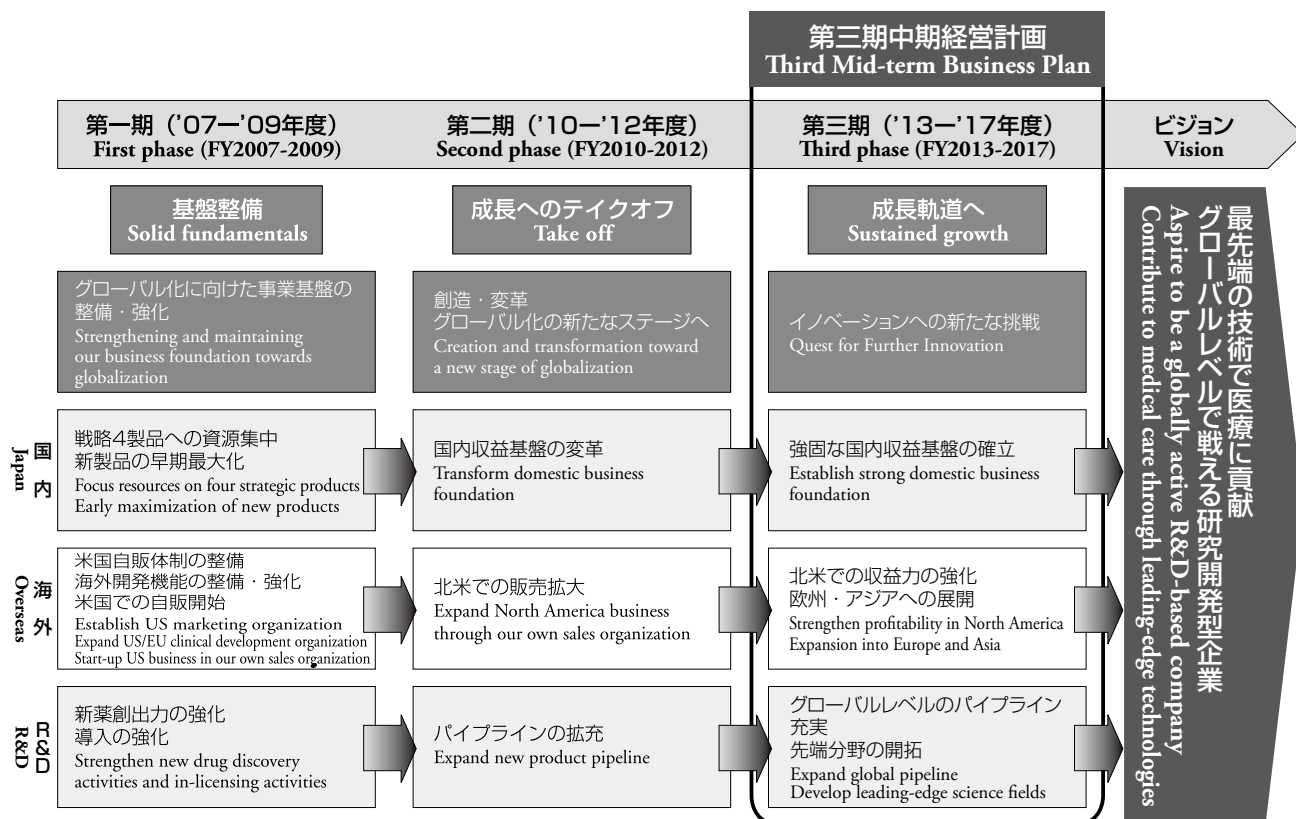 第三期中期経営計画
Third Mid-term Business Plan
第一期（’07ー’09年度）
First phase (FY2007-2009)
第二期（’10ー’12年度）
Second phase (FY2010-2012)
第三期（’13ー’17年度）
Third phase (FY2013-2017)
ビジョン
Vision
基盤整備
Solid fundamentals
成長へのテイクオフ
Take off
成長軌道へ
Sustained growth
グローバル化に向けた事業基盤の
整備・強化
Strengthening and maintaining
our business foundation towards
globalization
創造・変革
グローバル化の新たなステージへ
Creation and transformation toward
a new stage of globalization
イノベーションへの新たな挑戦
Quest for Further Innovation
国内
Japan
戦略4製品への資源集中
新製品の早期最大化
Focus resources on four strategic products
Early maximization of new products
国内収益基盤の変革
Transform domestic business
foundation
強固な国内収益基盤の確立
Establish strong domestic business
foundation
海外
Overseas
米国自販体制の整備
海外開発機能の整備・強化
米国での自販開始
Establish US marketing organization
Expand US/EU clinical development organization
Start-up US business in our own sales organization
北米での販売拡大
Expand North America business
through our own sales organization
北米での収益力の強化
欧州・アジアへの展開
Strengthen profitability in North America
Expansion into Europe and Asia
R&D
R&D
新薬創出力の強化
導入の強化
Strengthen new drug discovery
activities and in-licensing activities
パイプラインの拡充
Expand new product pipeline
グローバルレベルのパイプライン
充実
先端分野の開拓
Expand global pipeline
Develop leading-edge science fields
最先端の技術で医療に貢献
グローバルレベルで戦える研究開発型企業
Aspire to be a globally active R&D-based company
Contribute to medical care through leading-edge technologies